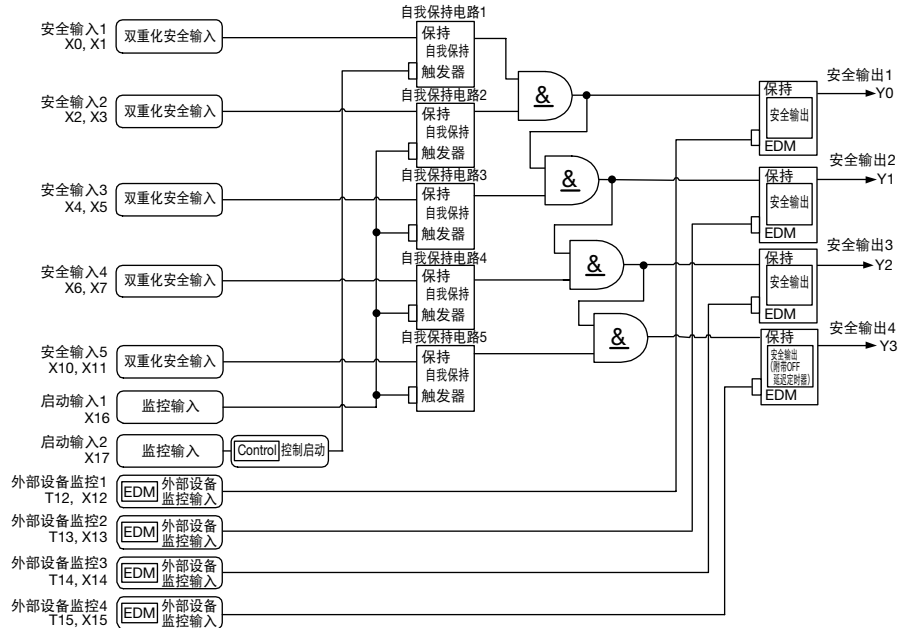 安全输入1
X0, X1
双重化安全输入
安全输入2
X2, X3
双重化安全输入
安全输入3
X4, X5
双重化安全输入
安全输入4
X6, X7
双重化安全输入
安全输入5
X10, X11
双重化安全输入
启动输入1
X16
监控输入
启动输入2
X17
监控输入
Control 控制启动
外部设备监控1
T12, X12
EDM 外部设备
监控输入
外部设备监控2
T13, X13
EDM 外部设备
监控输入
外部设备监控3
T14, X14
EDM 外部设备
监控输入
外部设备监控4
T15, X15
EDM 外部设备
监控输入
自我保持电路1
保持
自我保持
触发器
自我保持电路2
保持
自我保持
触发器
自我保持电路3
保持
自我保持
触发器
自我保持电路4
保持
自我保持
触发器
自我保持电路5
保持
自我保持
触发器
&
&
&
&
保持
安全输出
EDM
安全输出1
Y0
保持
安全输出
EDM
安全输出2
Y1
保持
安全输出
EDM
安全输出3
Y2
保持
安全输出
(附带OFF
延迟定时器)
EDM
安全输出4
Y3